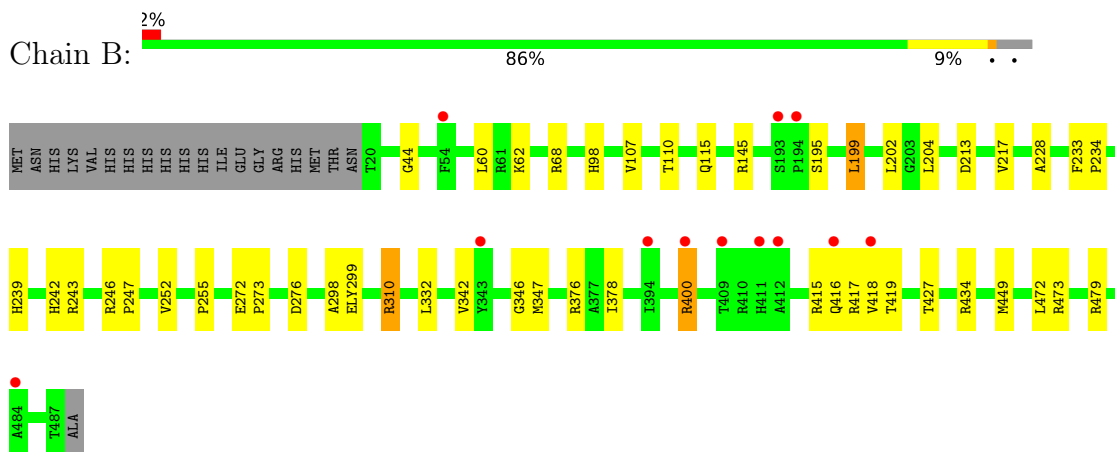 2%
Chain B:
86% 9% • •
MET ASN HIS LYS VAL HIS HIS HIS HIS HIS HIS ILE GLU GLY ARG HIS MET THR ASN T20 G44 F54 L60 R61 K62 R68 H98 V107 T110 Q115 R145 S193 P194 S195 L199 L202 G203 L204 D213 V217 A228 F233 P234
H239 H242 R243 R246 P247 V252 P255 E272 P273 D276 A298 ELY299 R310 L332 V342 Y343 G346 M347 R376 A377 I378 I394 R400 T409 R410 H411 A412 R415 Q416 R417 V418 T419 T427 R434 M449 L472 R473 R479
A484 T487 ALA